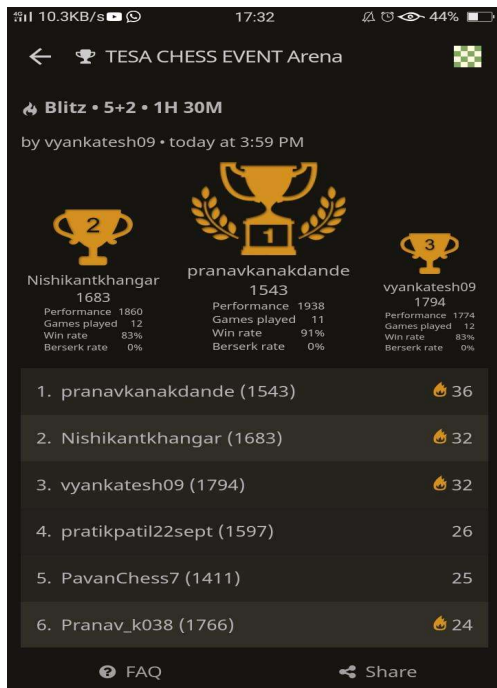 4G 10.3KB/s 17:32 44%
TESA CHESS EVENT Arena
Blitz • 5+2 • 1H 30M
by vyankatesh09 • today at 3:59 PM
2
Nishikantkhangar
1683
Performance 1860
Games played 12
Win rate 83%
Berserk rate 0%
1
pranavkanakdande
1543
Performance 1938
Games played 11
Win rate 91%
Berserk rate 0%
3
vyankatesh09
1794
Performance 1774
Games played 12
Win rate 83%
Berserk rate 0%
1. pranavkanakdande (1543) 36
2. Nishikantkhangar (1683) 32
3. vyankatesh09 (1794) 32
4. pratikpatil22sept (1597) 26
5. PavanChess7 (1411) 25
6. Pranav_k038 (1766) 24
FAQ Share